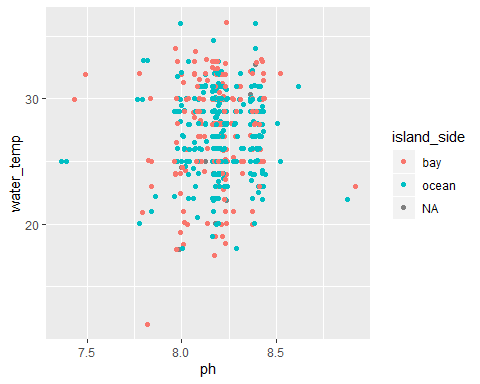 30
20
water_temp
7.5 8.0 8.5
ph
island_side
bay
ocean
NA